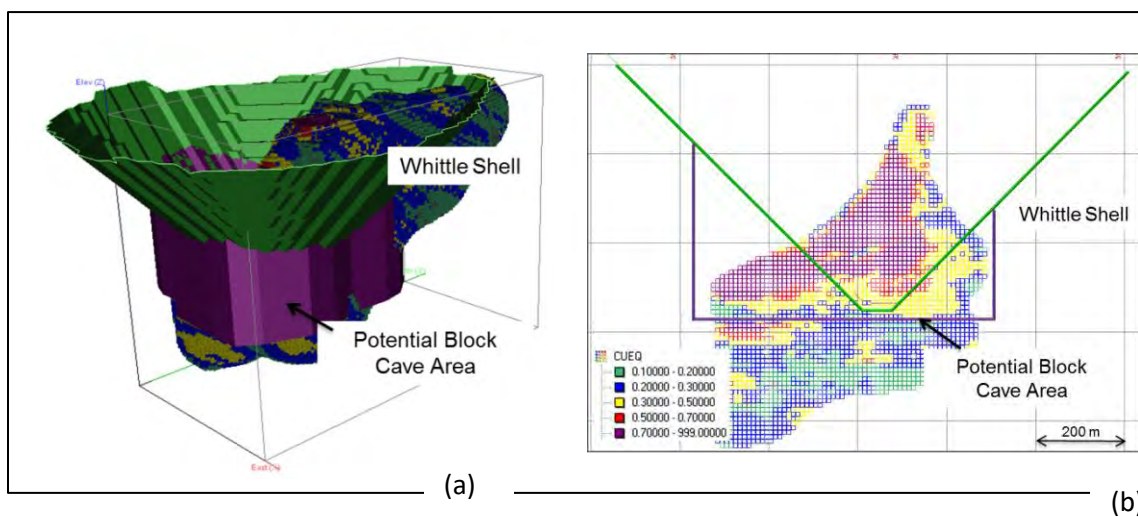 Elev (Z)
Whittle Shell
Potential Block
Cave Area
(a)
Whittle Shell
Potential Block
Cave Area
CUEQ
0.10000 - 0.20000
0.20000 - 0.30000
0.30000 - 0.50000
0.50000 - 0.70000
0.70000 - 999.00000
200 m
(b)